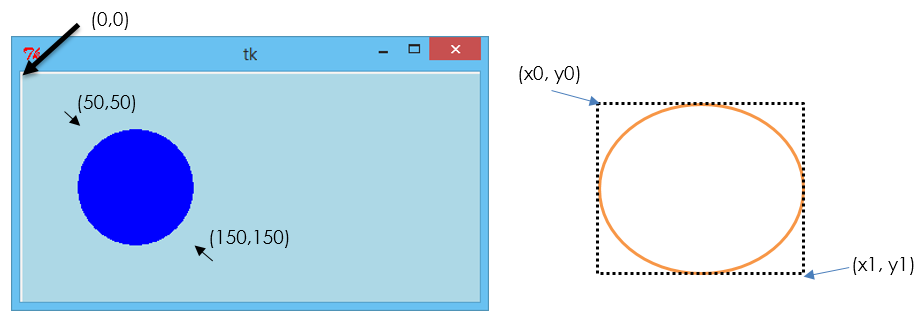 (0,0)
tk
(50,50)
(150,150)
(x0, y0)
(x1, y1)